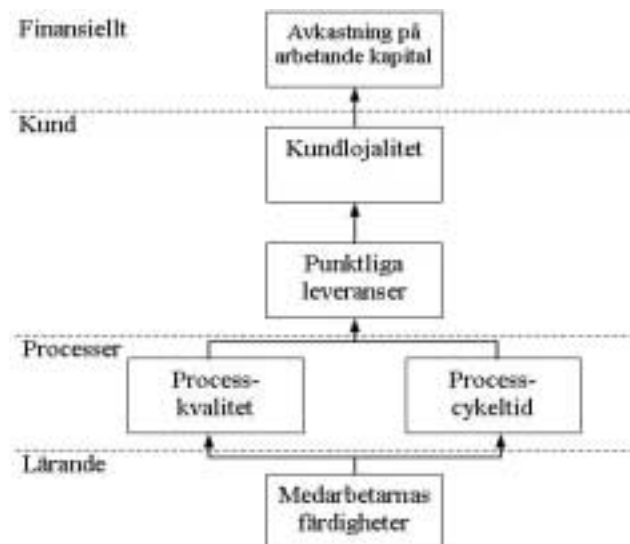 Finansiellt
Avkastning på
arbetande kapital
Kund
Kundlojalitet
Punktliga
leveranser
Processer
Process-
kvalitet
Process-
cykeltid
Lärande
Medarbetarnas
färdigheter